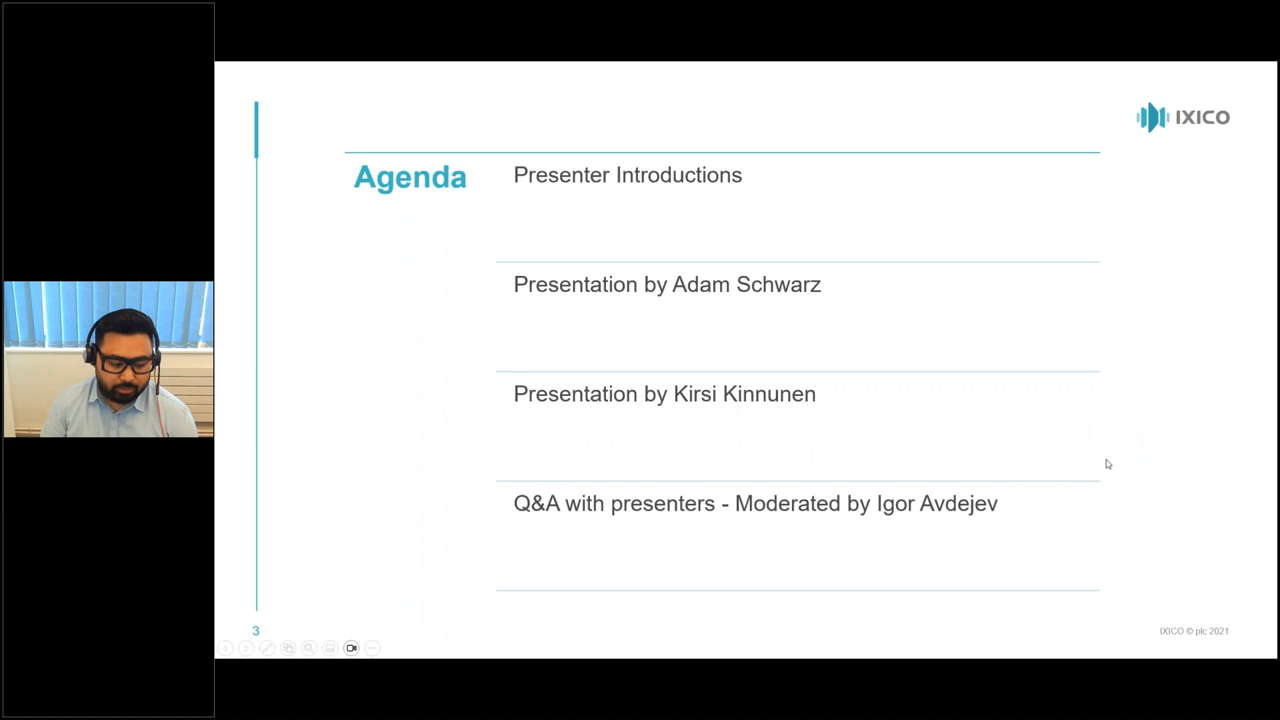 IXICO
Agenda
Presenter Introductions
Presentation by Adam Schwarz
Presentation by Kirsi Kinnunen
Q&A with presenters - Moderated by Igor Avdejev
3
IXICO © plc 2021